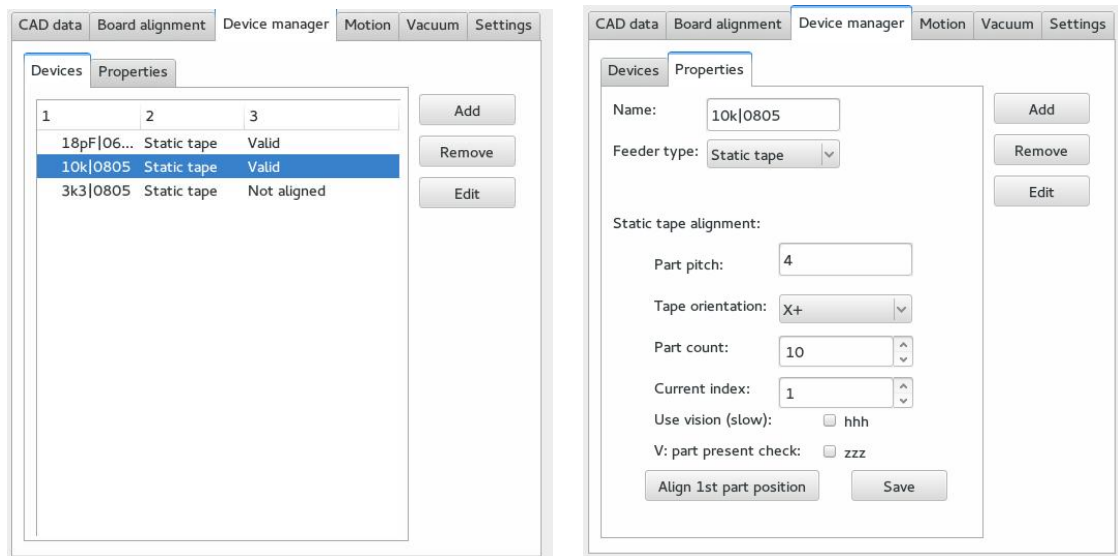 CAD data Board alignment Device manager Motion Vacuum Settings
Devices Properties
1 2 3
18pF|06... Static tape Valid
10k|0805 Static tape Valid
3k3|0805 Static tape Not aligned
Add
Remove
Edit
CAD data Board alignment Device manager Motion Vacuum Settings
Devices Properties
Name: 10k|0805
Feeder type: Static tape
Static tape alignment:
Part pitch: 4
Tape orientation: X+
Part count: 10
Current index: 1
Use vision (slow): hhh
V: part present check: zzz
Align 1st part position Save
Add
Remove
Edit